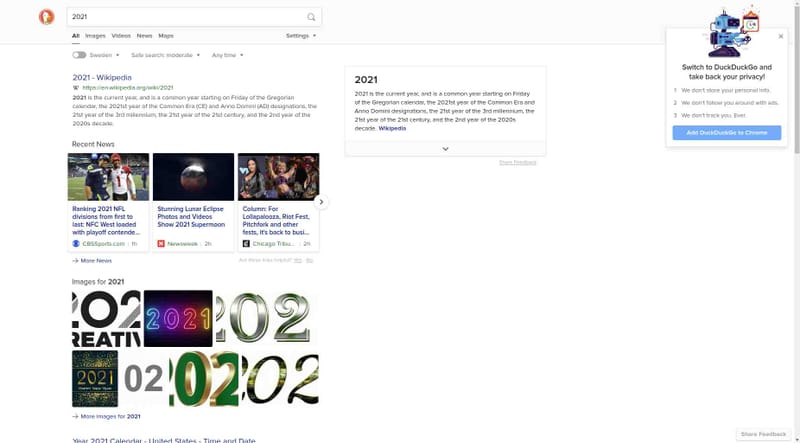 2021
All Images Videos News Maps Settings
Sweden Safe search: moderate Any time
2021 - Wikipedia
W https://en.wikipedia.org/wiki/2021
2021 is the current year, and is a common year starting on Friday of the Gregorian
calendar, the 2021st year of the Common Era (CE) and Anno Domini (AD) designations, the
21st year of the 3rd millennium, the 21st year of the 21st century, and the 2nd year of the
2020s decade.
Recent News
Ranking 2021 NFL
divisions from first to
last: NFC West loaded
with playoff contende...
CBSSports.com | 1h
Stunning Lunar Eclipse
Photos and Videos
Show 2021 Supermoon
N Newsweek | 2h
Column: For
Lollapalooza, Riot Fest,
Pitchfork and other
fests, it's back to busi...
Chicago Tribu... | 2h
→ More News
Are these links helpful? Yes No
Images for 2021
202
REATIV
2021
202
2021
02
02
202
→ More Images for 2021
Year 2021 Calendar - United States - Time and Date
2021
2021 is the current year, and is a common year starting on Friday of
the Gregorian calendar, the 2021st year of the Common Era and
Anno Domini designations, the 21st year of the 3rd millennium, the
21st year of the 21st century, and the 2nd year of the 2020s
decade. Wikipedia
Share Feedback
Switch to DuckDuckGo and
take back your privacy!
1 We don't store your personal info.
2 We don't follow you around with ads.
3 We don't track you. Ever.
Add DuckDuckGo to Chrome
Share Feedback